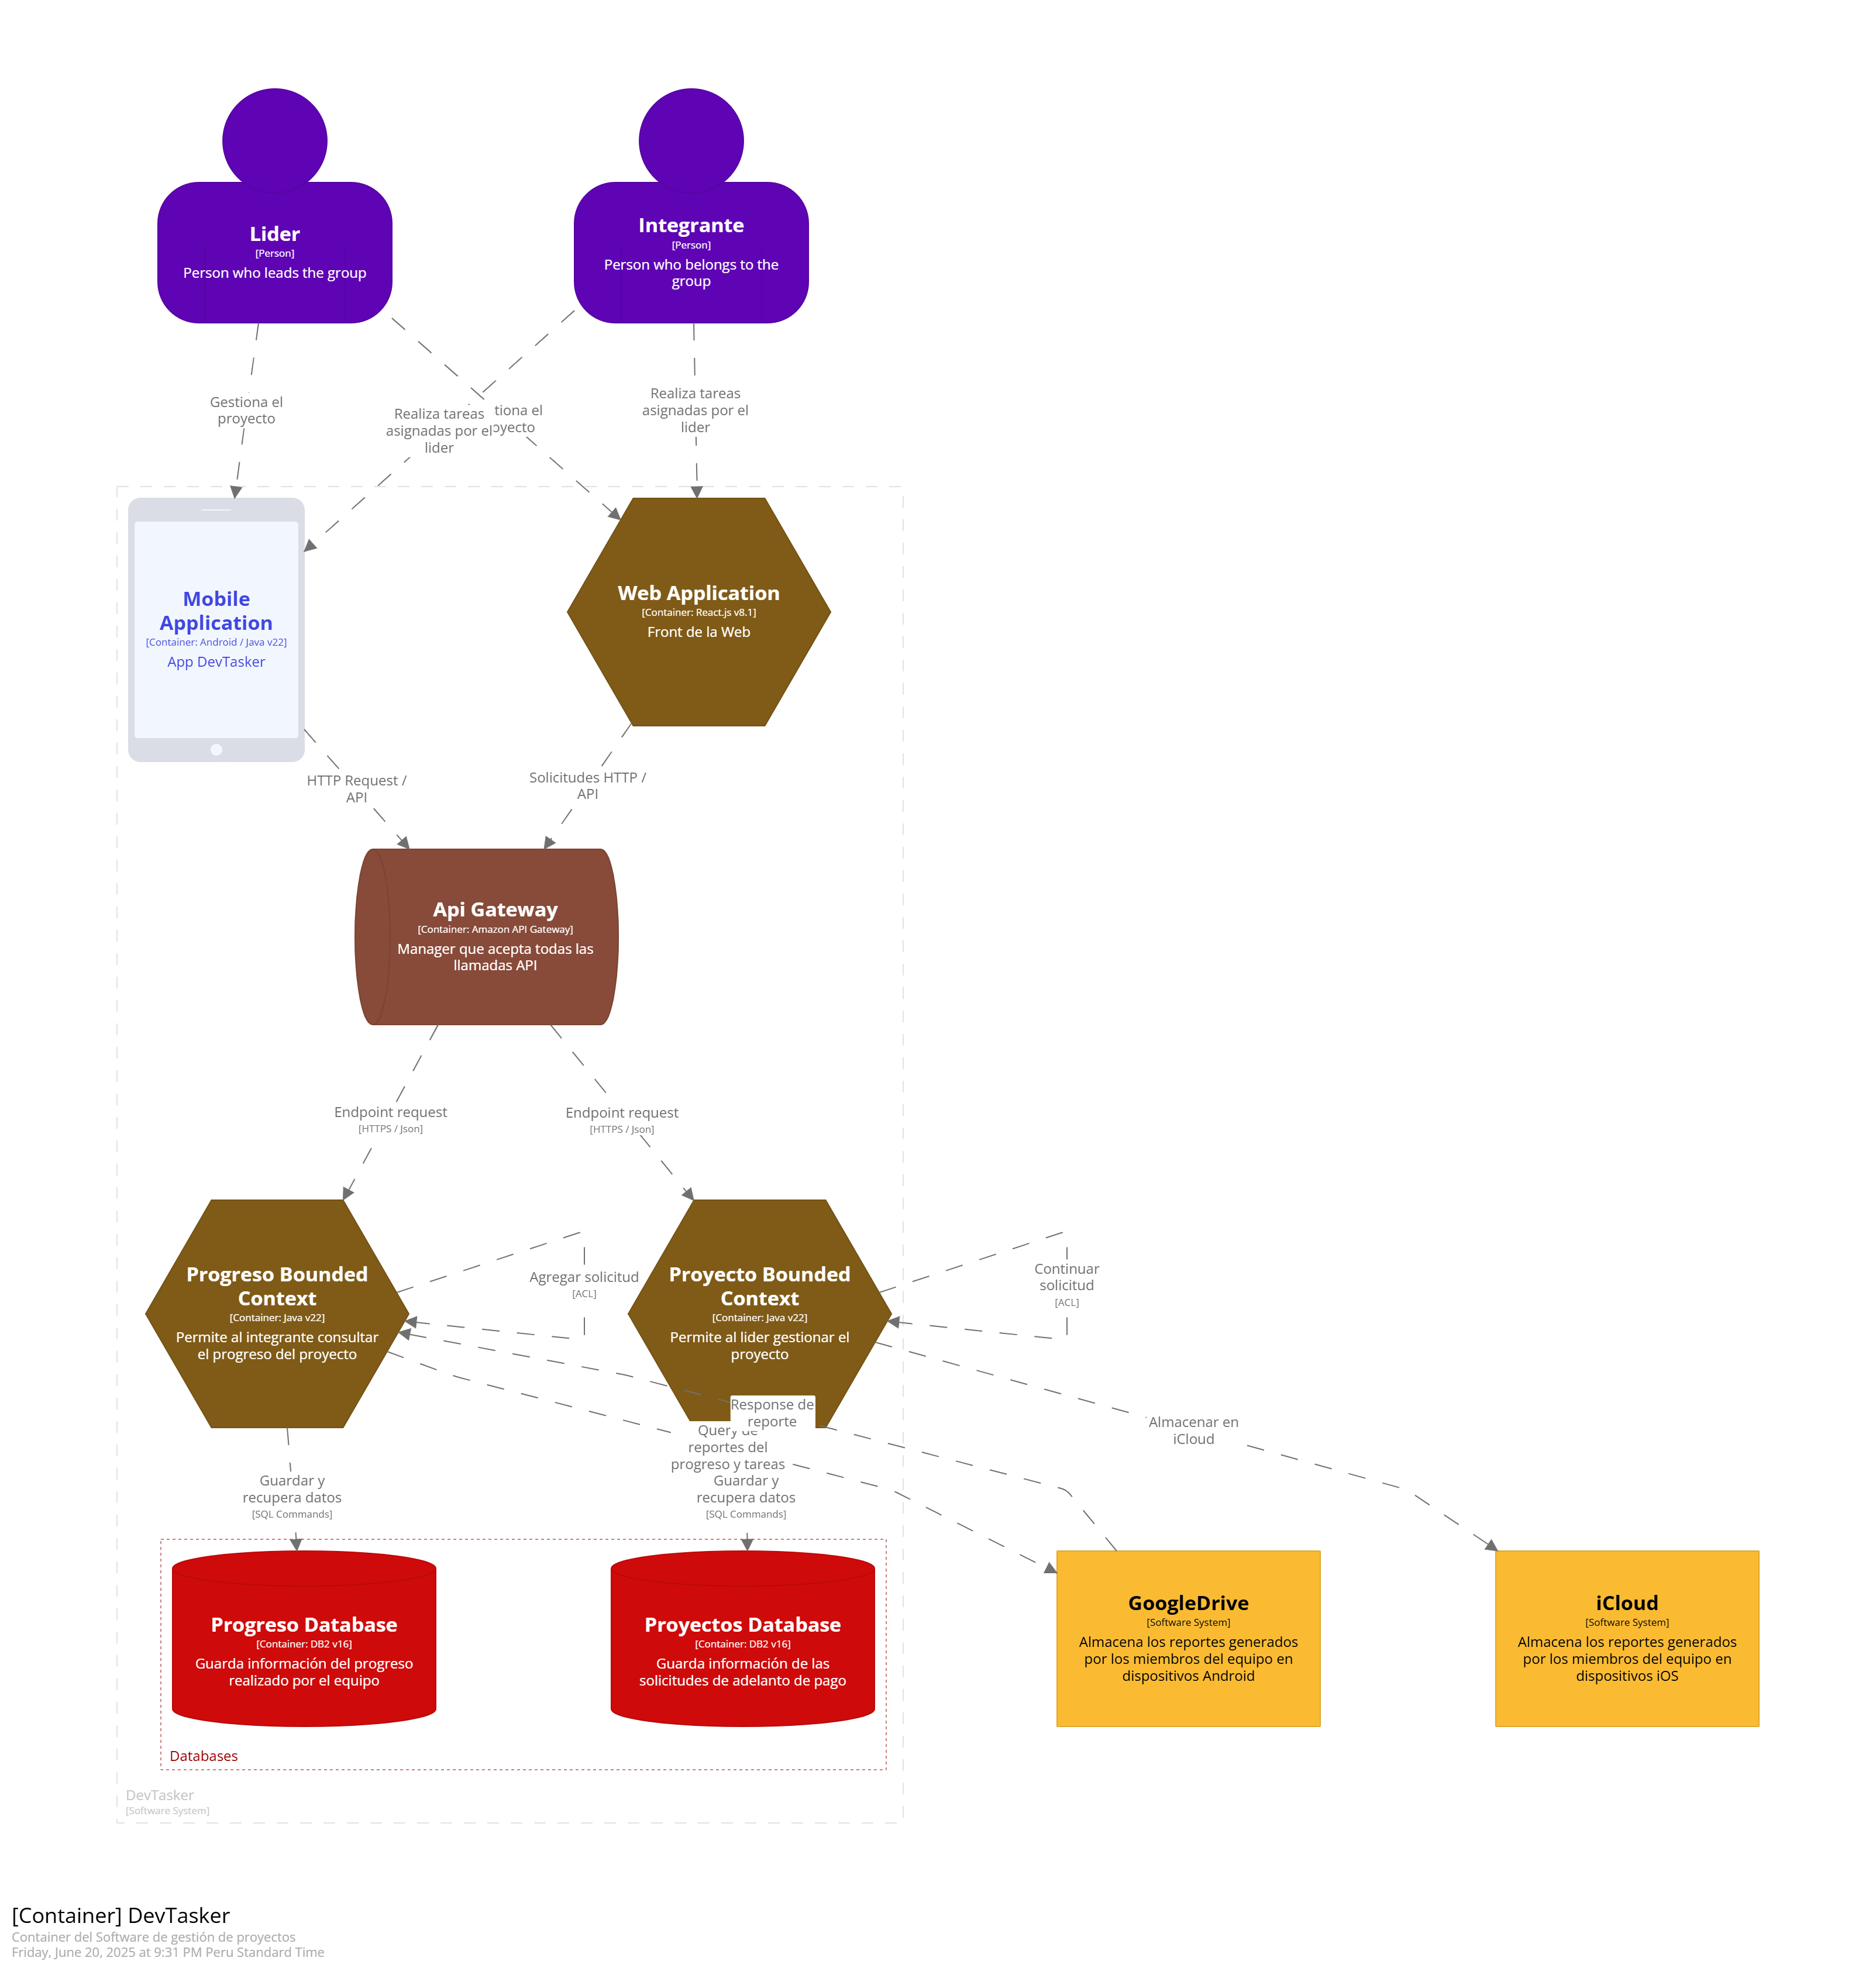 Lider
[Person]
Person who leads the group
Integrante
[Person]
Person who belongs to the
group
Gestiona el
proyecto
Realiza tareas
asignadas por el
lider
tiona el
oyecto
Realiza tareas
asignadas por el
lider
Mobile
Application
[Container: Android / Java v22]
App DevTasker
Web Application
[Container: React.js v8.1]
Front de la Web
HTTP Request /
API
Solicitudes HTTP /
API
Api Gateway
[Container: Amazon API Gateway]
Manager que acepta todas las
llamadas API
Endpoint request
[HTTPS / Json]
Endpoint request
[HTTPS / Json]
Progreso Bounded
Context
[Container: Java v22]
Permite al integrante consultar
el progreso del proyecto
Agregar solicitud
[ACL]
Proyecto Bounded
Context
[Container: Java v22]
Permite al lider gestionar el
proyecto
Continuar
solicitud
[ACL]
Response de
reporte
Query de
reportes del
progreso y tareas
Almacenar en
iCloud
Guardar y
recupera datos
[SQL Commands]
Guardar y
recupera datos
[SQL Commands]
Progreso Database
[Container: DB2 v16]
Guarda información del progreso
realizado por el equipo
Proyectos Database
[Container: DB2 v16]
Guarda información de las
solicitudes de adelanto de pago
GoogleDrive
[Software System]
Almacena los reportes generados
por los miembros del equipo en
dispositivos Android
iCloud
[Software System]
Almacena los reportes generados
por los miembros del equipo en
dispositivos iOS
Databases
DevTasker
[Software System]
[Container] DevTasker
Container del Software de gestión de proyectos
Friday, June 20, 2025 at 9:31 PM Peru Standard Time